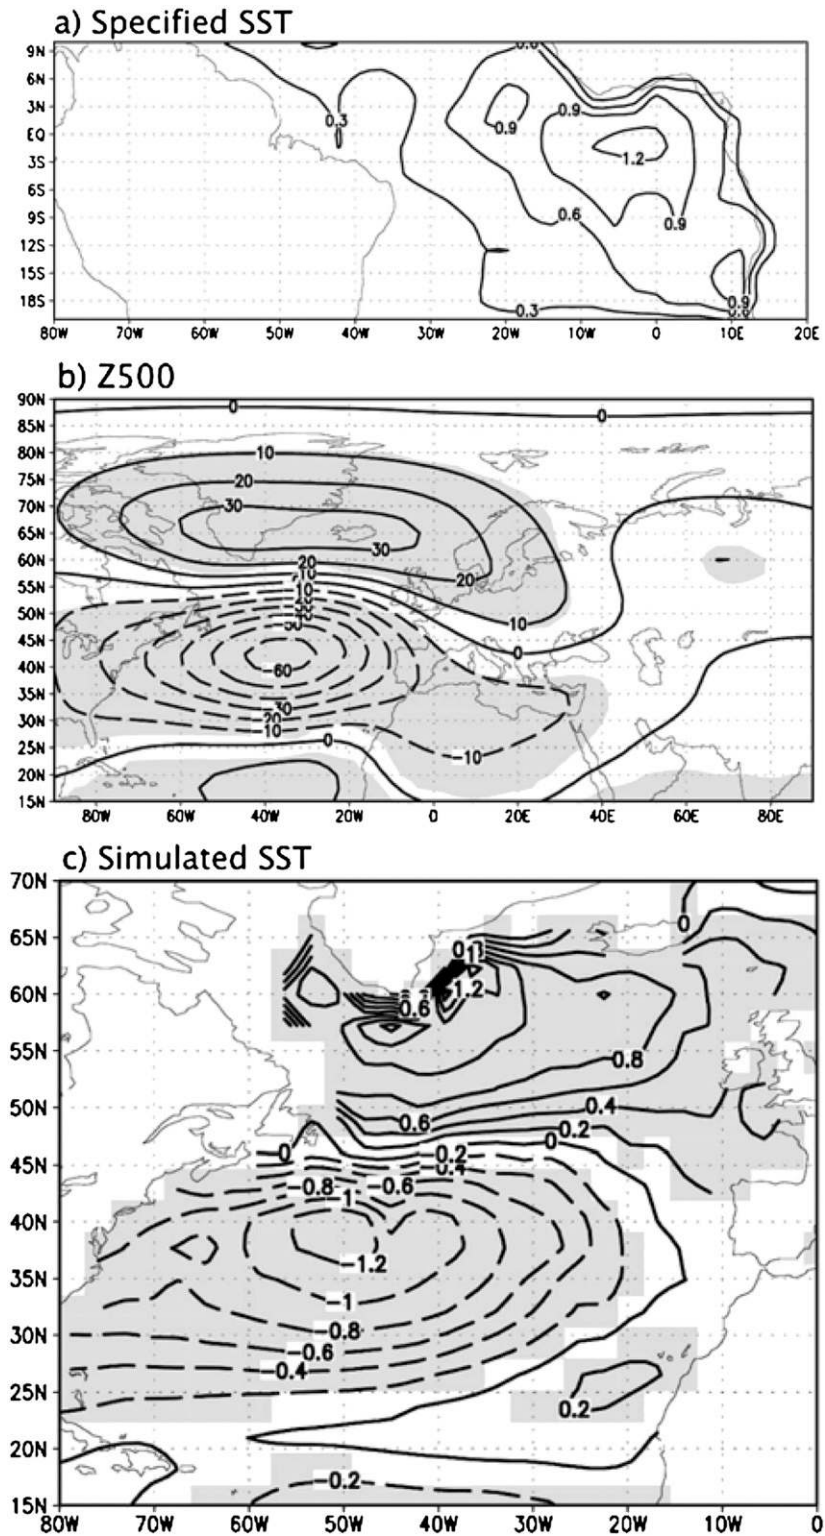 a) Specified SST
9N
6N
3N
EQ
3S
6S
9S
12S
15S
18S
0.3
0.9
0.9
1.2
0.6
0.9
0.9
0.3
80W 70W 60W 50W 40W 30W 20W 10W 0 10E 20E
b) Z500
90N
85N
80N
75N
70N
65N
60N
55N
50N
45N
40N
35N
30N
25N
20N
15N
0
0
10
20
30
30
20
10
20
10
10
0
-60
-30
20
-10
0
-10
80W 60W 40W 20W 0 20E 40E 60E 80E
c) Simulated SST
70N
65N
60N
55N
50N
45N
40N
35N
30N
25N
20N
15N
0
1.2
0.6
0.8
0.4
0.6
0.2
0
0
0.2
0.4
-0.8
-0.6
-1
-1.2
-1
-0.8
-0.6
-0.4
0.2
-0.2
80W 70W 60W 50W 40W 30W 20W 10W 0